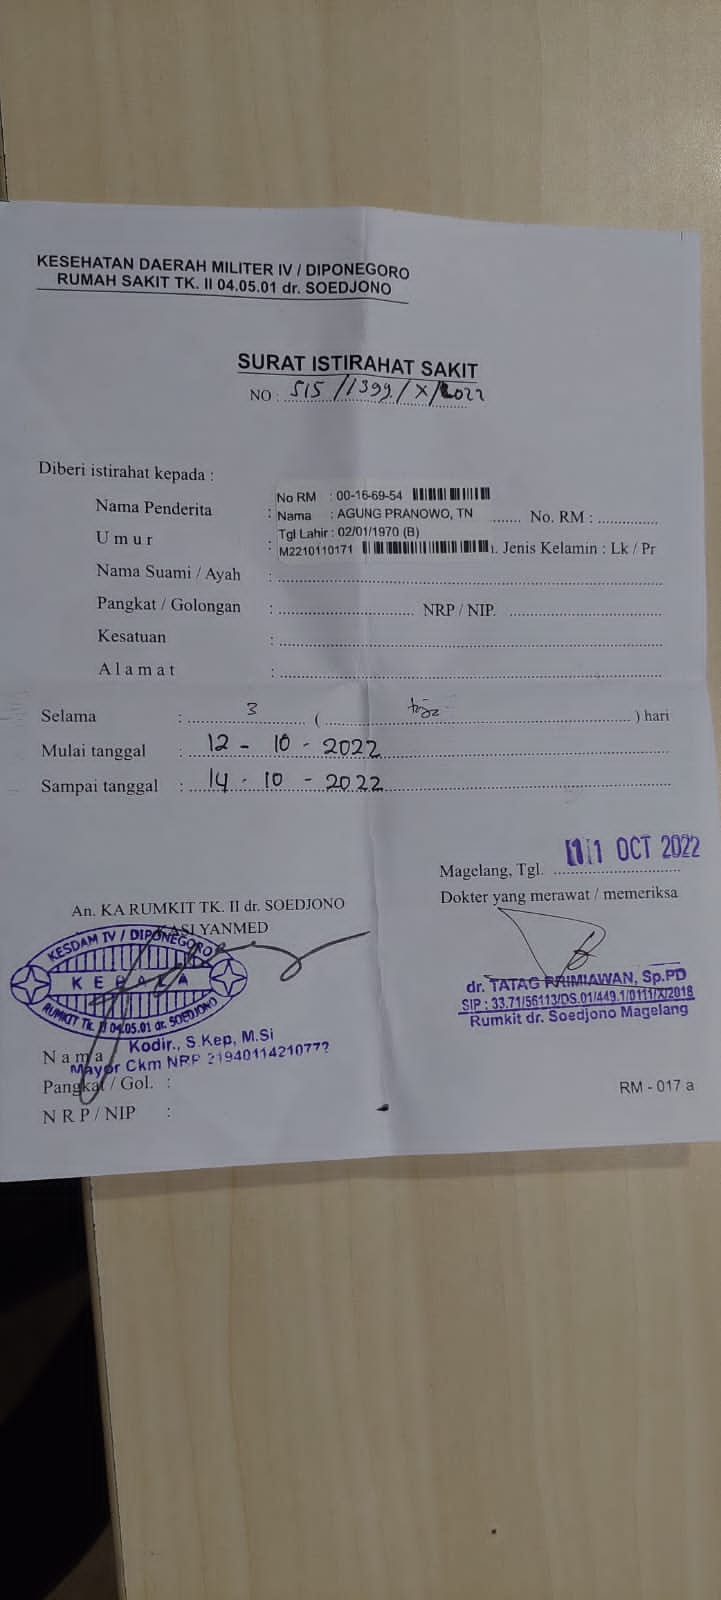 KESEHATAN DAERAH MILITER IV / DIPONEGORO
RUMAH SAKIT TK. II 04.05.01 dr. SOEDJONO
SURAT ISTIRAHAT SAKIT
NO : 515 / 1399 / X / 2022
Diberi istirahat kepada :
No RM : 00-16-69-54
Nama Penderita : Nama : AGUNG PRANOWO, TN ........ No. RM : ..............
Tgl Lahir : 02/01/1970 (B)
U m u r : M2210110171 Jenis Kelamin : Lk / Pr
Nama Suami / Ayah :
Pangkat / Golongan : NRP / NIP.
Kesatuan :
A l a m a t :
Selama : 3 ( tiga ) hari
Mulai tanggal : 12 - 10 - 2022
Sampai tanggal : 14 - 10 - 2022
11 OCT 2022
Magelang, Tgl.
Dokter yang merawat / memeriksa
An. KA RUMKIT TK. II dr. SOEDJONO
KASI YANMED
KESDAM IV / DIPONEGORO
K E P A L A
RUMKIT Tk. II 04.05.01 dr. SOEDJONO
dr. TATAG PRIMIAWAN, Sp.PD
SIP : 33.71/56113/DS.01/449.1/0111/X/2018
Rumkit dr. Soedjono Magelang
N a m a Kodir., S.Kep, M.Si
Mayor Ckm NRP
Pangkat / Gol. :
N R P / NIP :
RM - 017 a